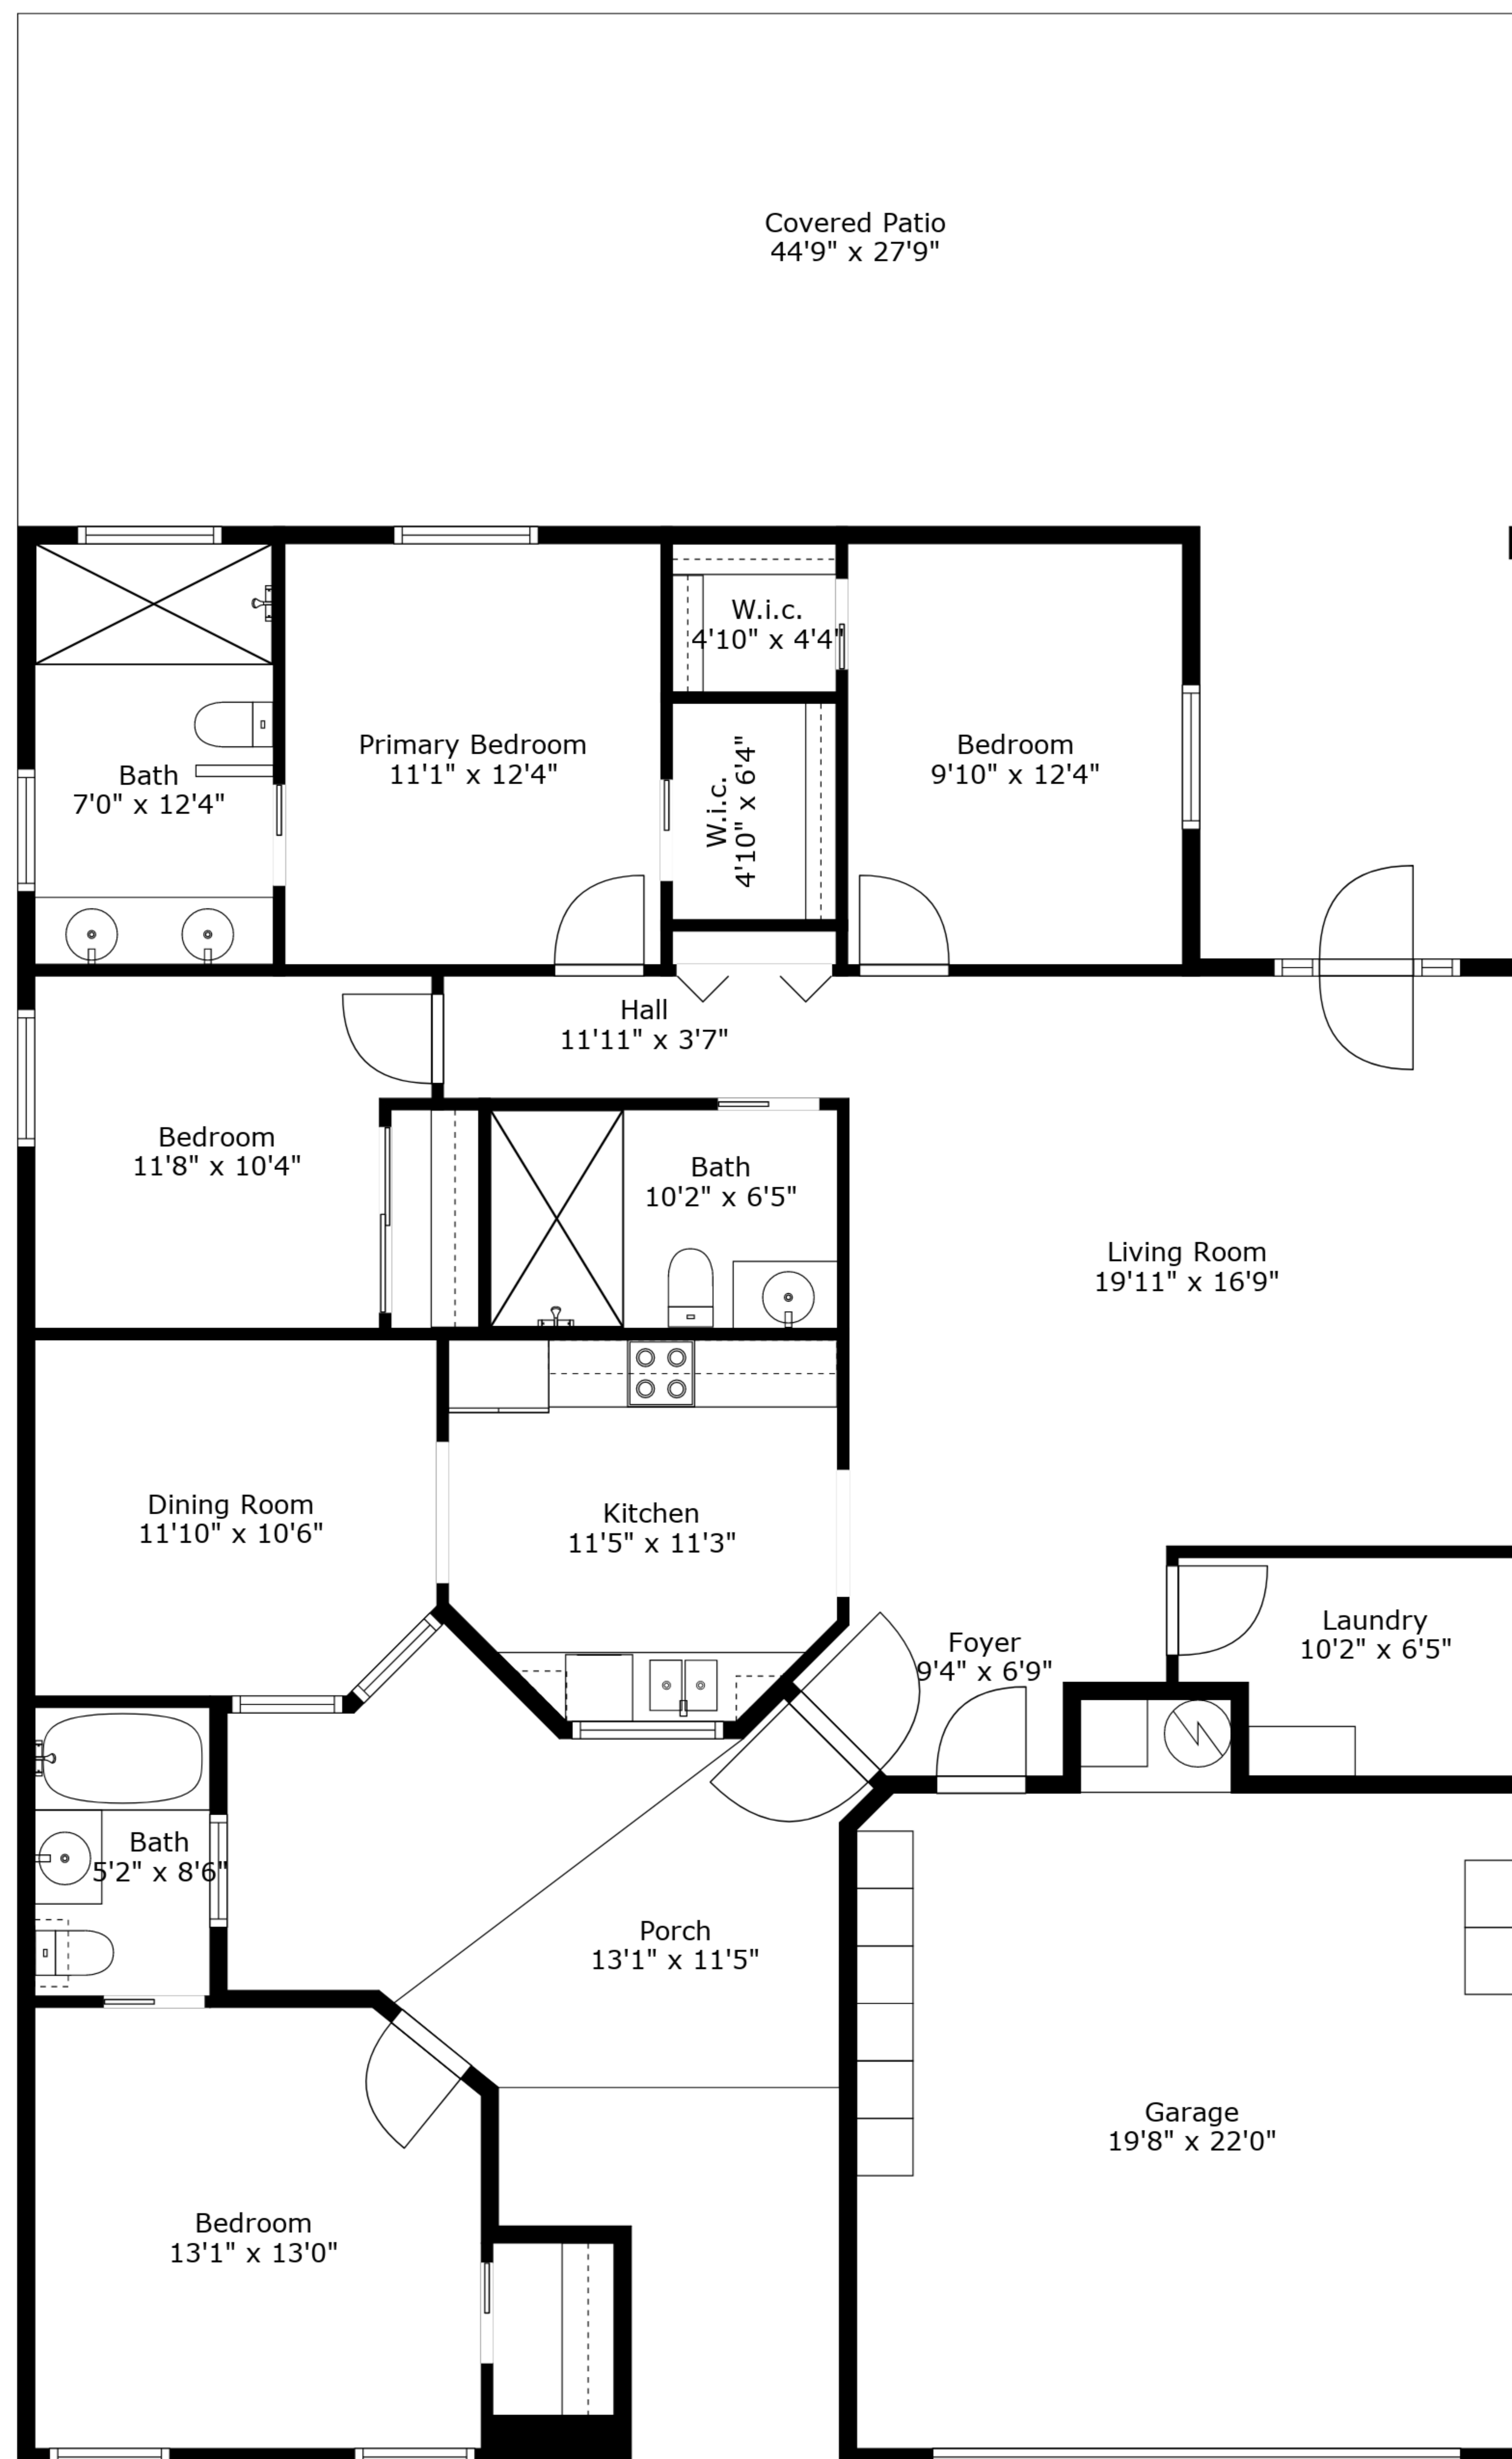 Covered Patio
44'9" x 27'9"
W.i.c.
4'10" x 4'4"
Primary Bedroom
11'1" x 12'4"
Bedroom
9'10" x 12'4"
Bath
7'0" x 12'4"
W.i.c.
4'10" x 6'4"
Hall
11'11" x 3'7"
Bedroom
11'8" x 10'4"
Bath
10'2" x 6'5"
Living Room
19'11" x 16'9"
Dining Room
11'10" x 10'6"
Kitchen
11'5" x 11'3"
Foyer
9'4" x 6'9"
Laundry
10'2" x 6'5"
Bath
5'2" x 8'6"
Porch
13'1" x 11'5"
Garage
19'8" x 22'0"
Bedroom
13'1" x 13'0"